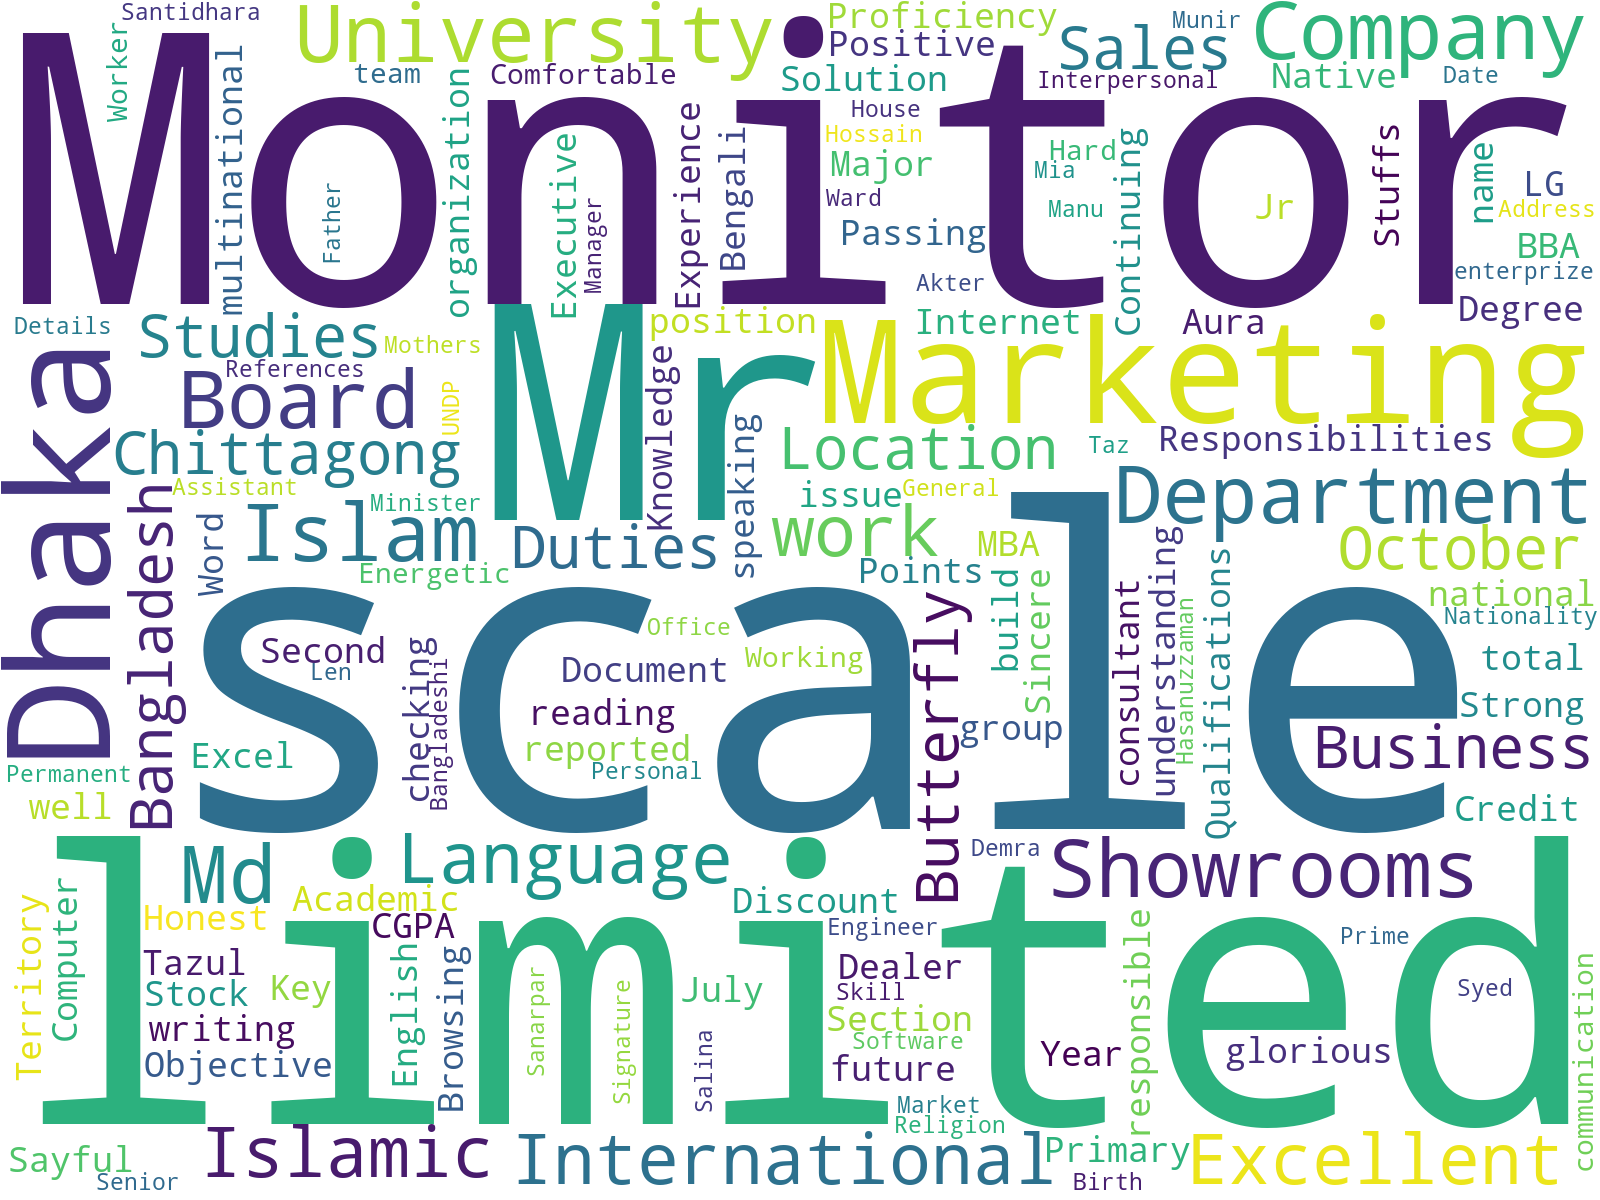 Santidhara
University
Proficiency
Munir
Sales
Company
Worker
multinational
team
organization
Comfortable
Positive
Solution
Interpersonal
Native
Date
Monitor
House
Hossain
Major
Hard
Mia
Ward
Manu
Passing
Father
Executive
Manager
Experience
Bengali
Continuing
Jr
Stuffs
name
LG
Address
BBA
enterprize
Akter
Degree
Details
Studies
Mothers
References
Board
UNDP
Mr
position
Knowledge
speaking
Internet
Aura
Marketing
Dhaka
Chittagong
Assistant
Minister
Location
Taz
Responsibilities
Bangladesh
Word
Islam
Duties
issue
General
work
MBA
Department
October
Energetic
Points
build
Sincere
consultant
understanding
Hasanuzzaman
Qualifications
national
Nationality
scale
Second
Len
checking
Bangladeshi
Office
Document
Working
Butterfly
group
total
Strong
reading
reported
Personal
Excel
Permanent
well
Business
Credit
limited
Md
Language
Demra
Showrooms
Territory
Computer
Honest
Academic
CGPA
Discount
Engineer
Prime
Tazul
Stock
Key
English
Browsing
Sanarpar
Signature
July
Salina
Dealer
Skill
Section
Software
Syed
writing
Objective
future
Year
responsible
glorious
communication
Market
Religion
Sayful
Senior
Islamic
International
Primary
Birth
Excellent